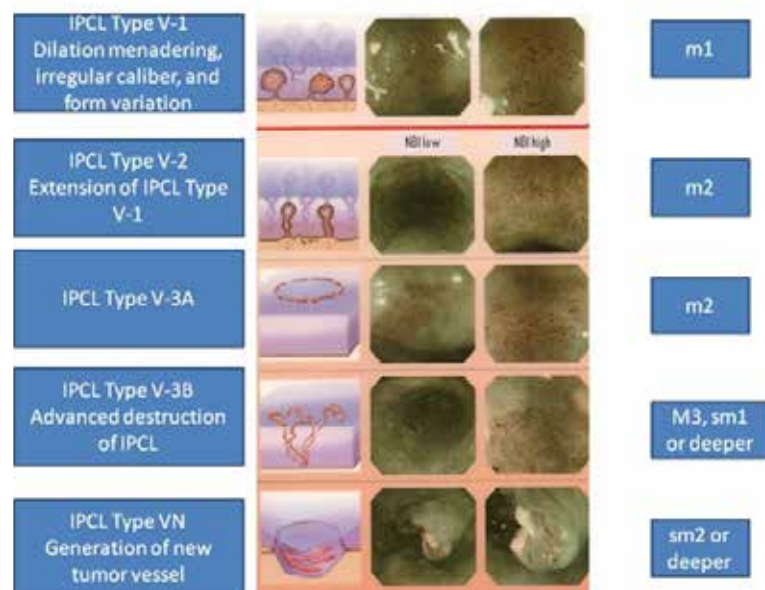 IPCL Type V-1
Dilation menadering,
irregular caliber, and
form variation
m1
NBI low
NBI high
IPCL Type V-2
Extension of IPCL Type
V-1
m2
IPCL Type V-3A
m2
IPCL Type V-3B
Advanced destruction
of IPCL
M3, sm1
or deeper
IPCL Type VN
Generation of new
tumor vessel
sm2 or
deeper